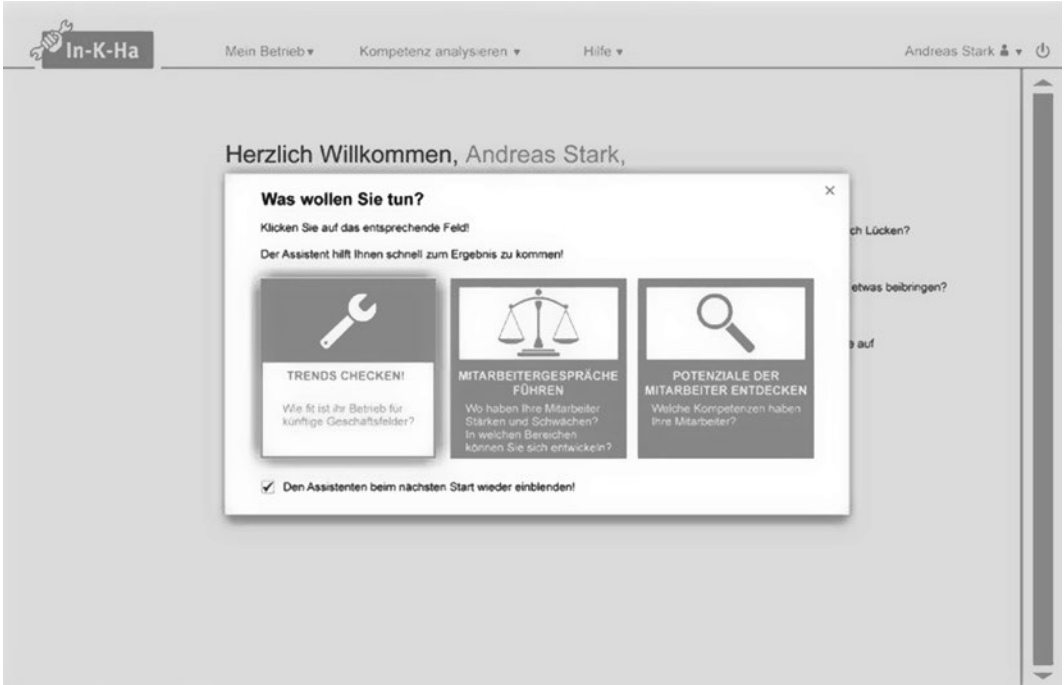 In-K-Ha
Mein Betrieb Kompetenz analysieren Hilfe Andreas Stark
Herzlich Willkommen, Andreas Stark,
Was wollen Sie tun?
Klicken Sie auf das entsprechende Feld!
Der Assistent hilft Ihnen schnell zum Ergebnis zu kommen!
ch Lücken?
etwas beibringen?
auf
TRENDS CHECKEN!
Wie fit ist ihr Betrieb für
künftige Geschäftsfelder?
MITARBEITERGESPRÄCHE
FÜHREN
Wo haben Ihre Mitarbeiter
Stärken und Schwächen?
In welchen Bereichen
können Sie sich entwickeln?
POTENZIALE DER
MITARBEITER ENTDECKEN
Welche Kompetenzen haben
Ihre Mitarbeiter?
Den Assistenten beim nächsten Start wieder einblenden!